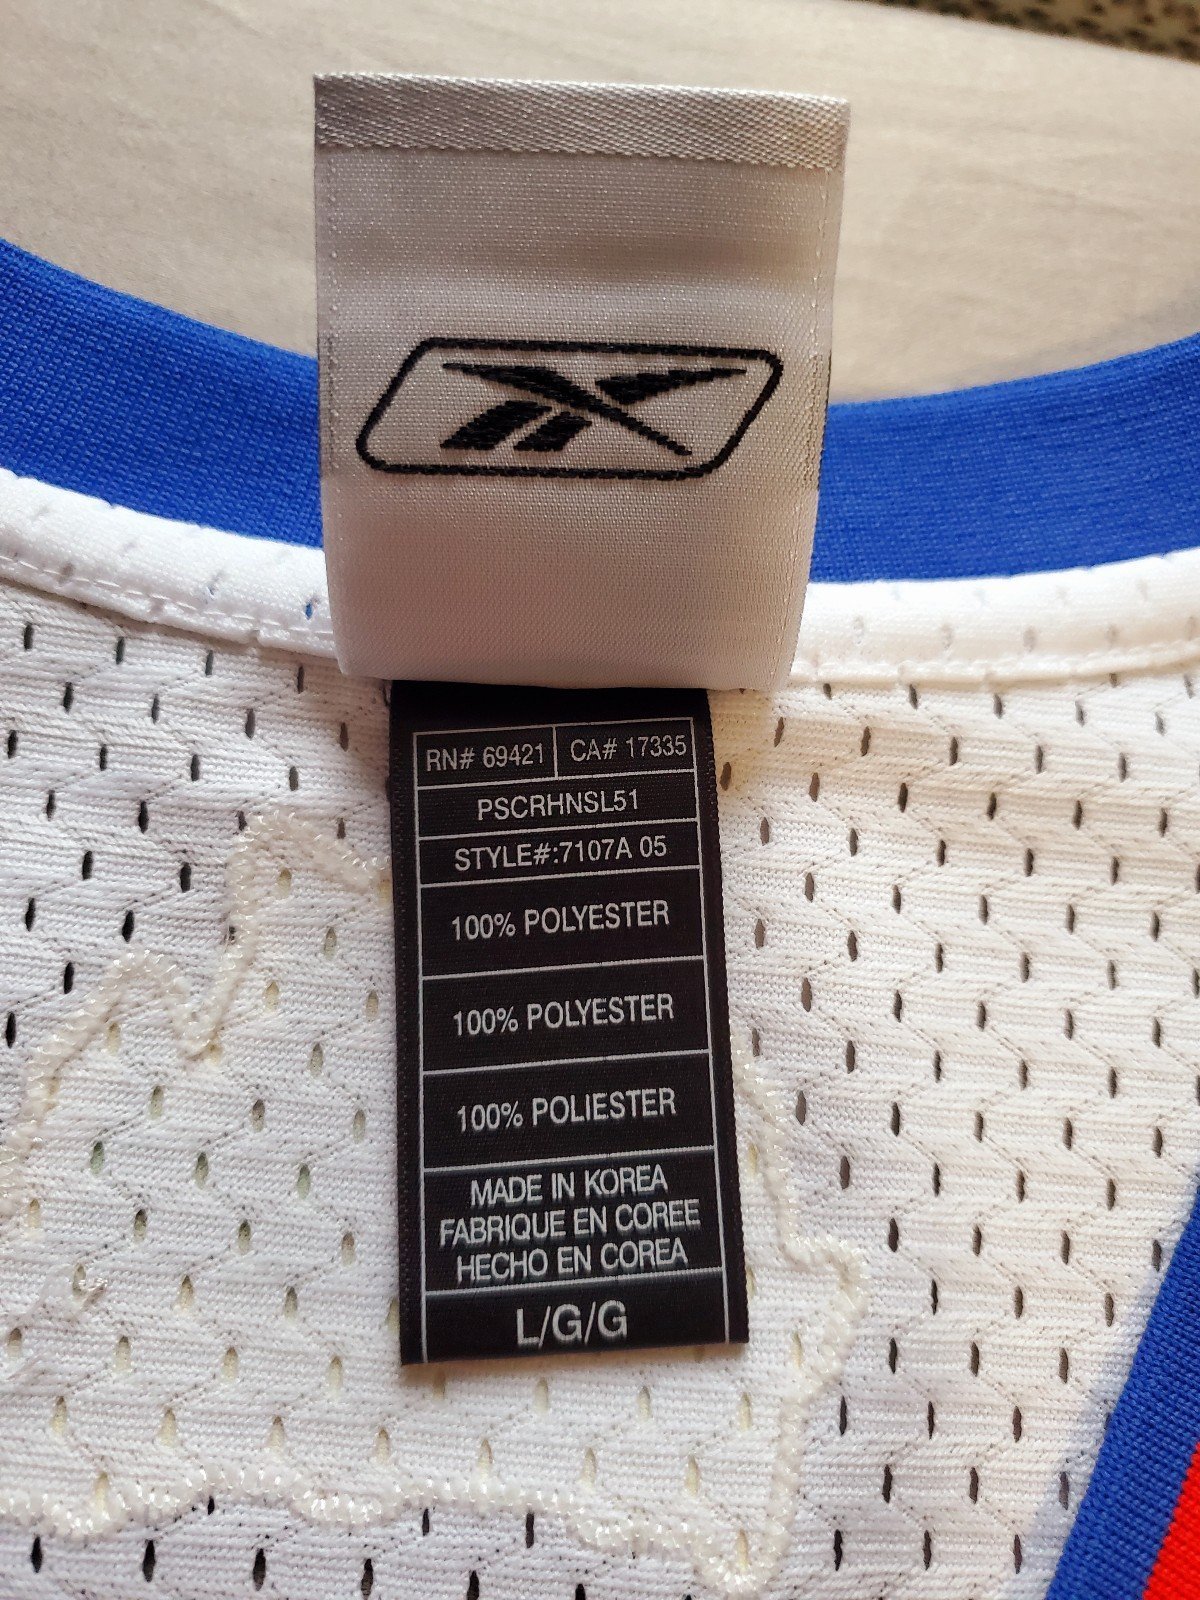 RN# 69421 CA# 17335
PSCRHNSL51
STYLE#:7107A 05
100% POLYESTER
100% POLYESTER
100% POLIESTER
MADE IN KOREA
FABRIQUE EN COREE
HECHO EN COREA
L/G/G